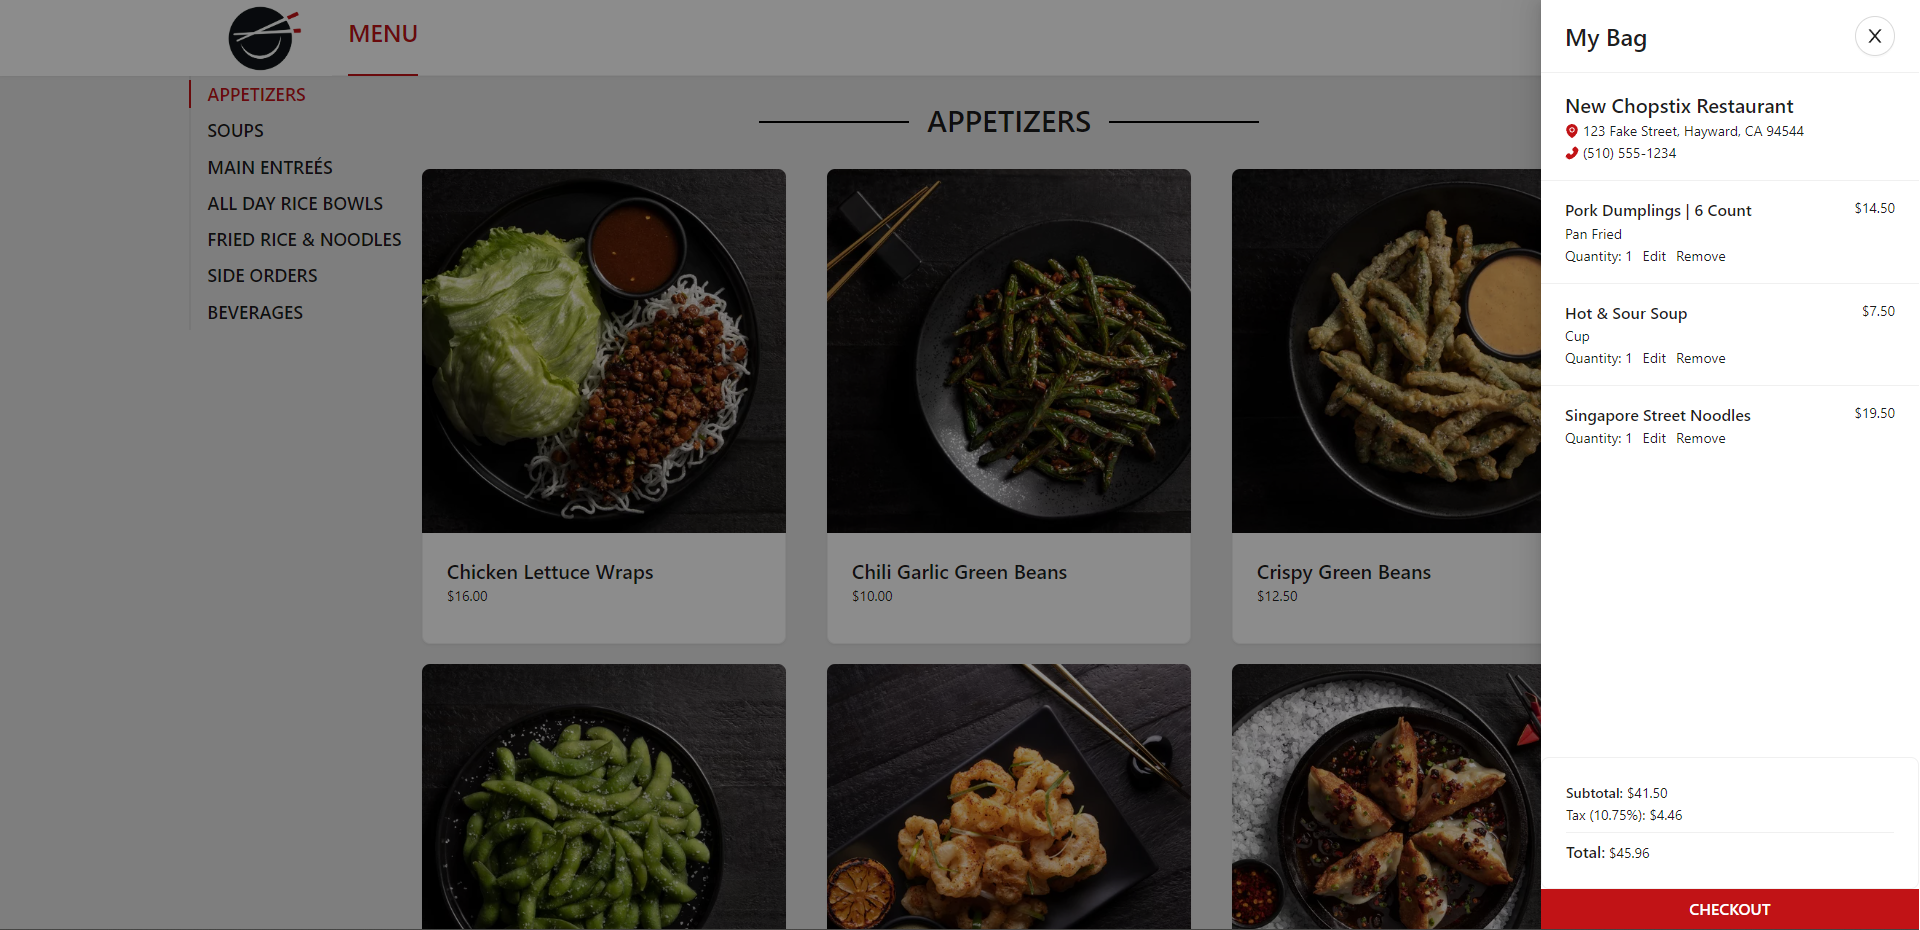 MENU
APPETIZERS
SOUPS
MAIN ENTREÉS
ALL DAY RICE BOWLS
FRIED RICE & NOODLES
SIDE ORDERS
BEVERAGES
APPETIZERS
Chicken Lettuce Wraps
$16.00
Chili Garlic Green Beans
$10.00
Crispy Green Beans
$12.50
My Bag
X
New Chopstix Restaurant
123 Fake Street, Hayward, CA 94544
(510) 555-1234
Pork Dumplings | 6 Count $14.50
Pan Fried
Quantity: 1 Edit Remove
Hot & Sour Soup $7.50
Cup
Quantity: 1 Edit Remove
Singapore Street Noodles $19.50
Quantity: 1 Edit Remove
Subtotal: $41.50
Tax (10.75%): $4.46
Total: $45.96
CHECKOUT